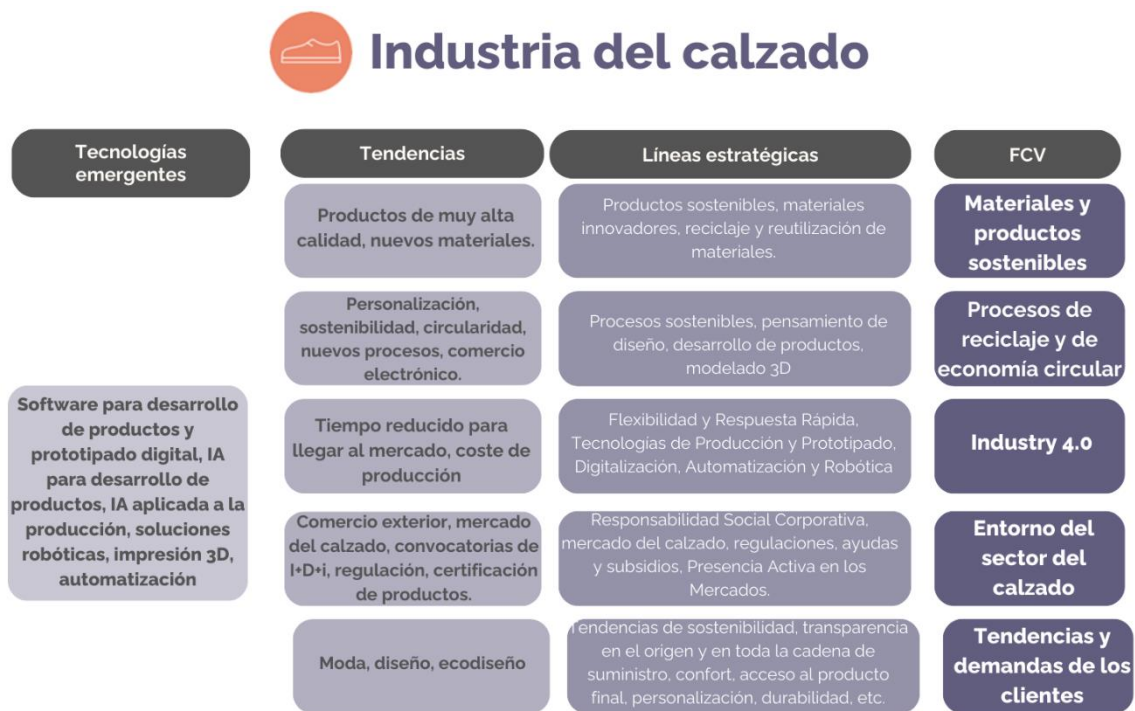 Industria del calzado
Tecnologías
emergentes
Tendencias
Líneas estratégicas
FCV
Productos de muy alta
calidad, nuevos materiales.
Productos sostenibles, materiales
innovadores, reciclaje y reutilización de
materiales.
Materiales y
productos
sostenibles
Personalización,
sostenibilidad, circularidad,
nuevos procesos, comercio
electrónico.
Procesos sostenibles, pensamiento de
diseño, desarrollo de productos,
modelado 3D
Procesos de
reciclaje y de
economía circular
Software para desarrollo
de productos y
prototipado digital, IA
para desarrollo de
productos, IA aplicada a la
producción, soluciones
robóticas, impresión 3D,
automatización
Tiempo reducido para
llegar al mercado, coste de
producción
Flexibilidad y Respuesta Rápida,
Tecnologías de Producción y Prototipado,
Digitalización, Automatización y Robótica
Industry 4.0
Comercio exterior, mercado
del calzado, convocatorias de
I+D+i, regulación, certificación
de productos.
Responsabilidad Social Corporativa,
mercado del calzado, regulaciones, ayudas
y subsidios, Presencia Activa en los
Mercados.
Entorno del
sector del
calzado
Moda, diseño, ecodiseño
Tendencias de sostenibilidad, transparencia
en el origen y en toda la cadena de
suministro, confort, acceso al producto
final, personalización, durabilidad, etc.
Tendencias y
demandas de los
clientes